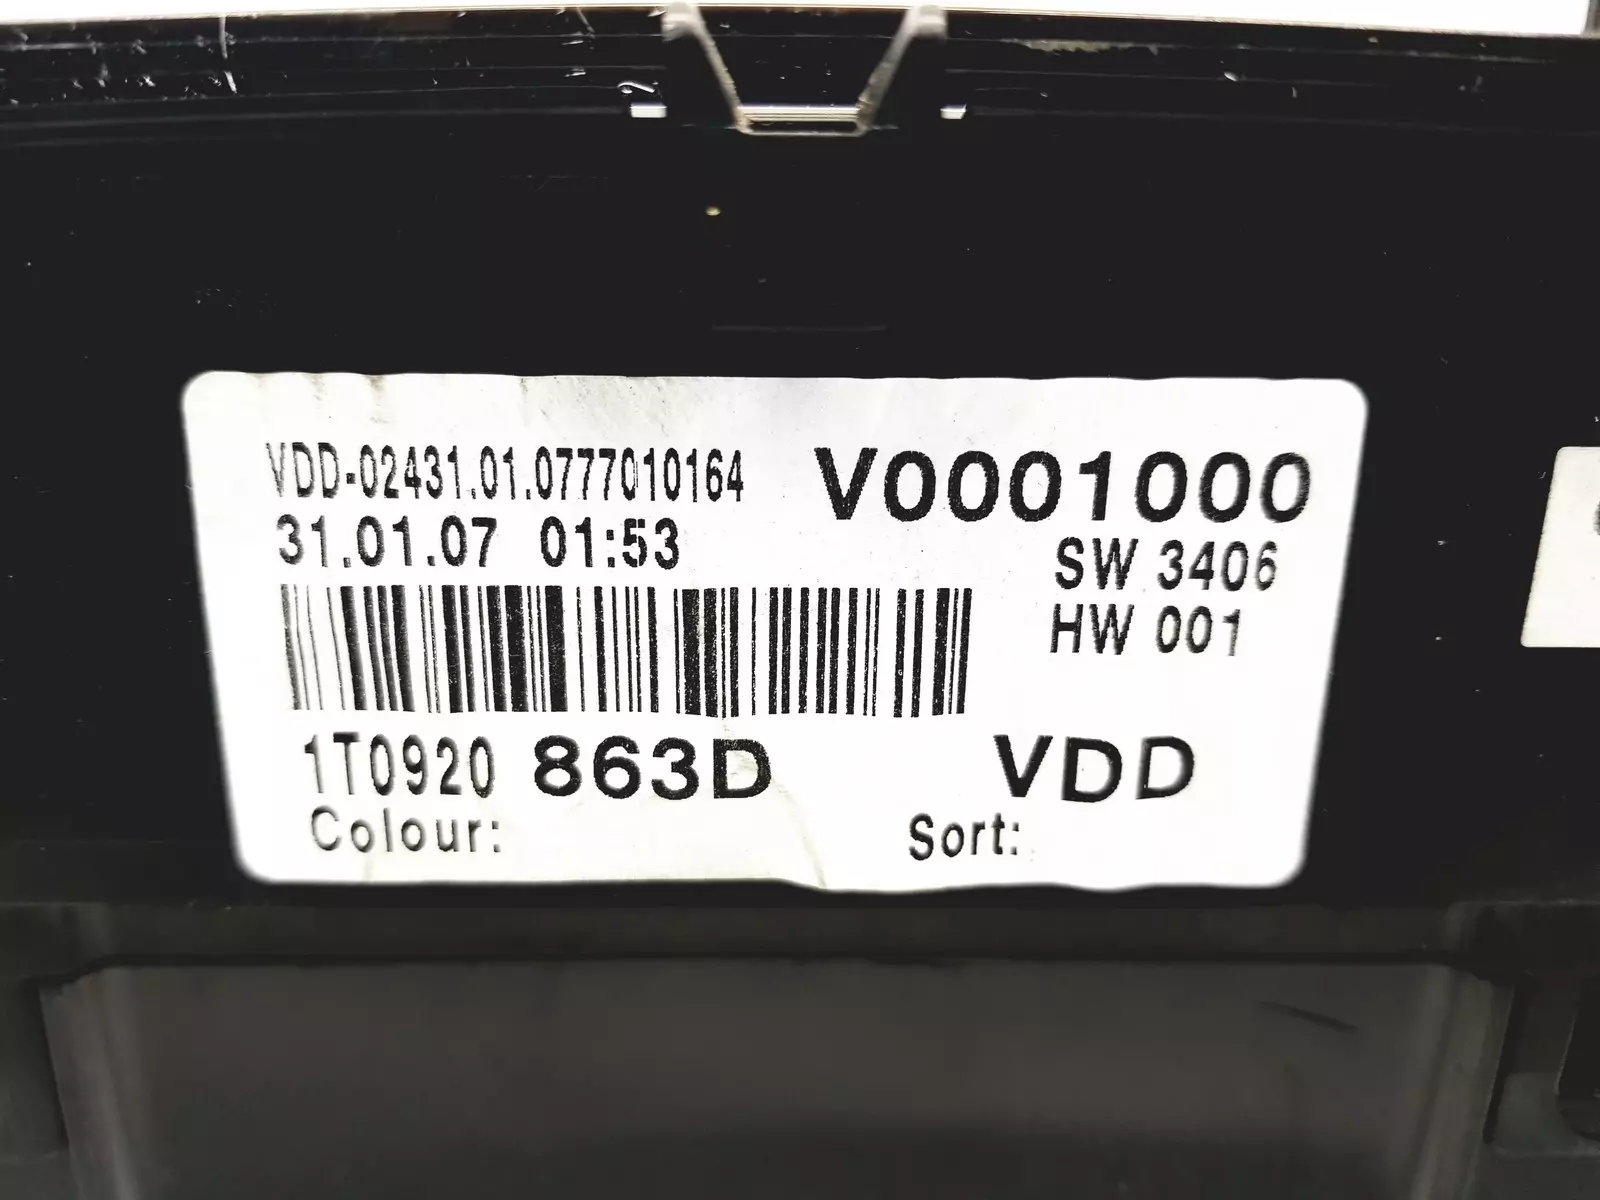 VDD-02431.01.0777010164 V0001000
31.01.07 01:53 SW 3406
HW 001
1T0920 863D VDD
Colour: Sort: